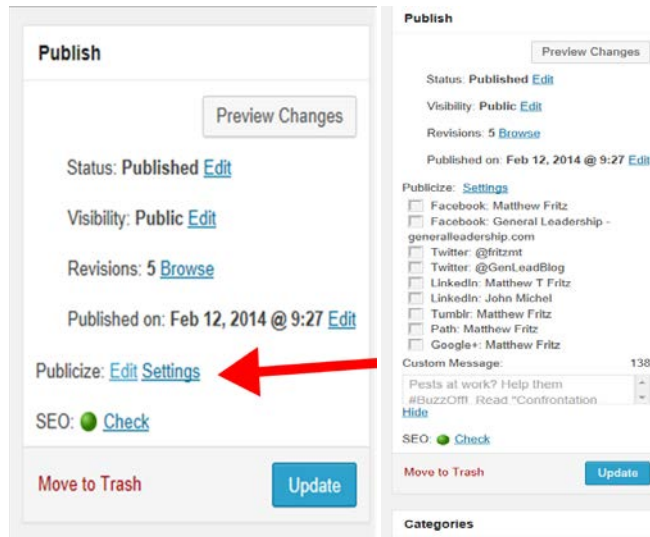 Publish
Preview Changes
Status: Published Edit
Visibility: Public Edit
Revisions: 5 Browse
Published on: Feb 12, 2014 @ 9:27 Edit
Publicize: Edit Settings
SEO: Check
Move to Trash
Update
Publish
Preview Changes
Status: Published Edit
Visibility: Public Edit
Revisions: 5 Browse
Published on: Feb 12, 2014 @ 9:27 Edit
Publicize: Settings
Facebook: Matthew Fritz
Facebook: General Leadership -
generalleadership.com
Twitter: @fritzmt
Twitter: @GenLeadBlog
LinkedIn: Matthew T Fritz
LinkedIn: John Michel
Tumblr: Matthew Fritz
Path: Matthew Fritz
Google+: Matthew Fritz
Custom Message: 138
Pests at work? Help them
#BuzzOff! Read "Confrontation
Hide
SEO: Check
Move to Trash
Update
Categories